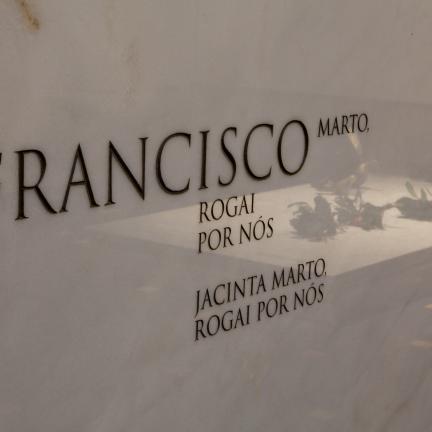 FRANCISCO MARTO,
ROGAI
POR NÓS
JACINTA MARTO,
ROGAI POR NÓS